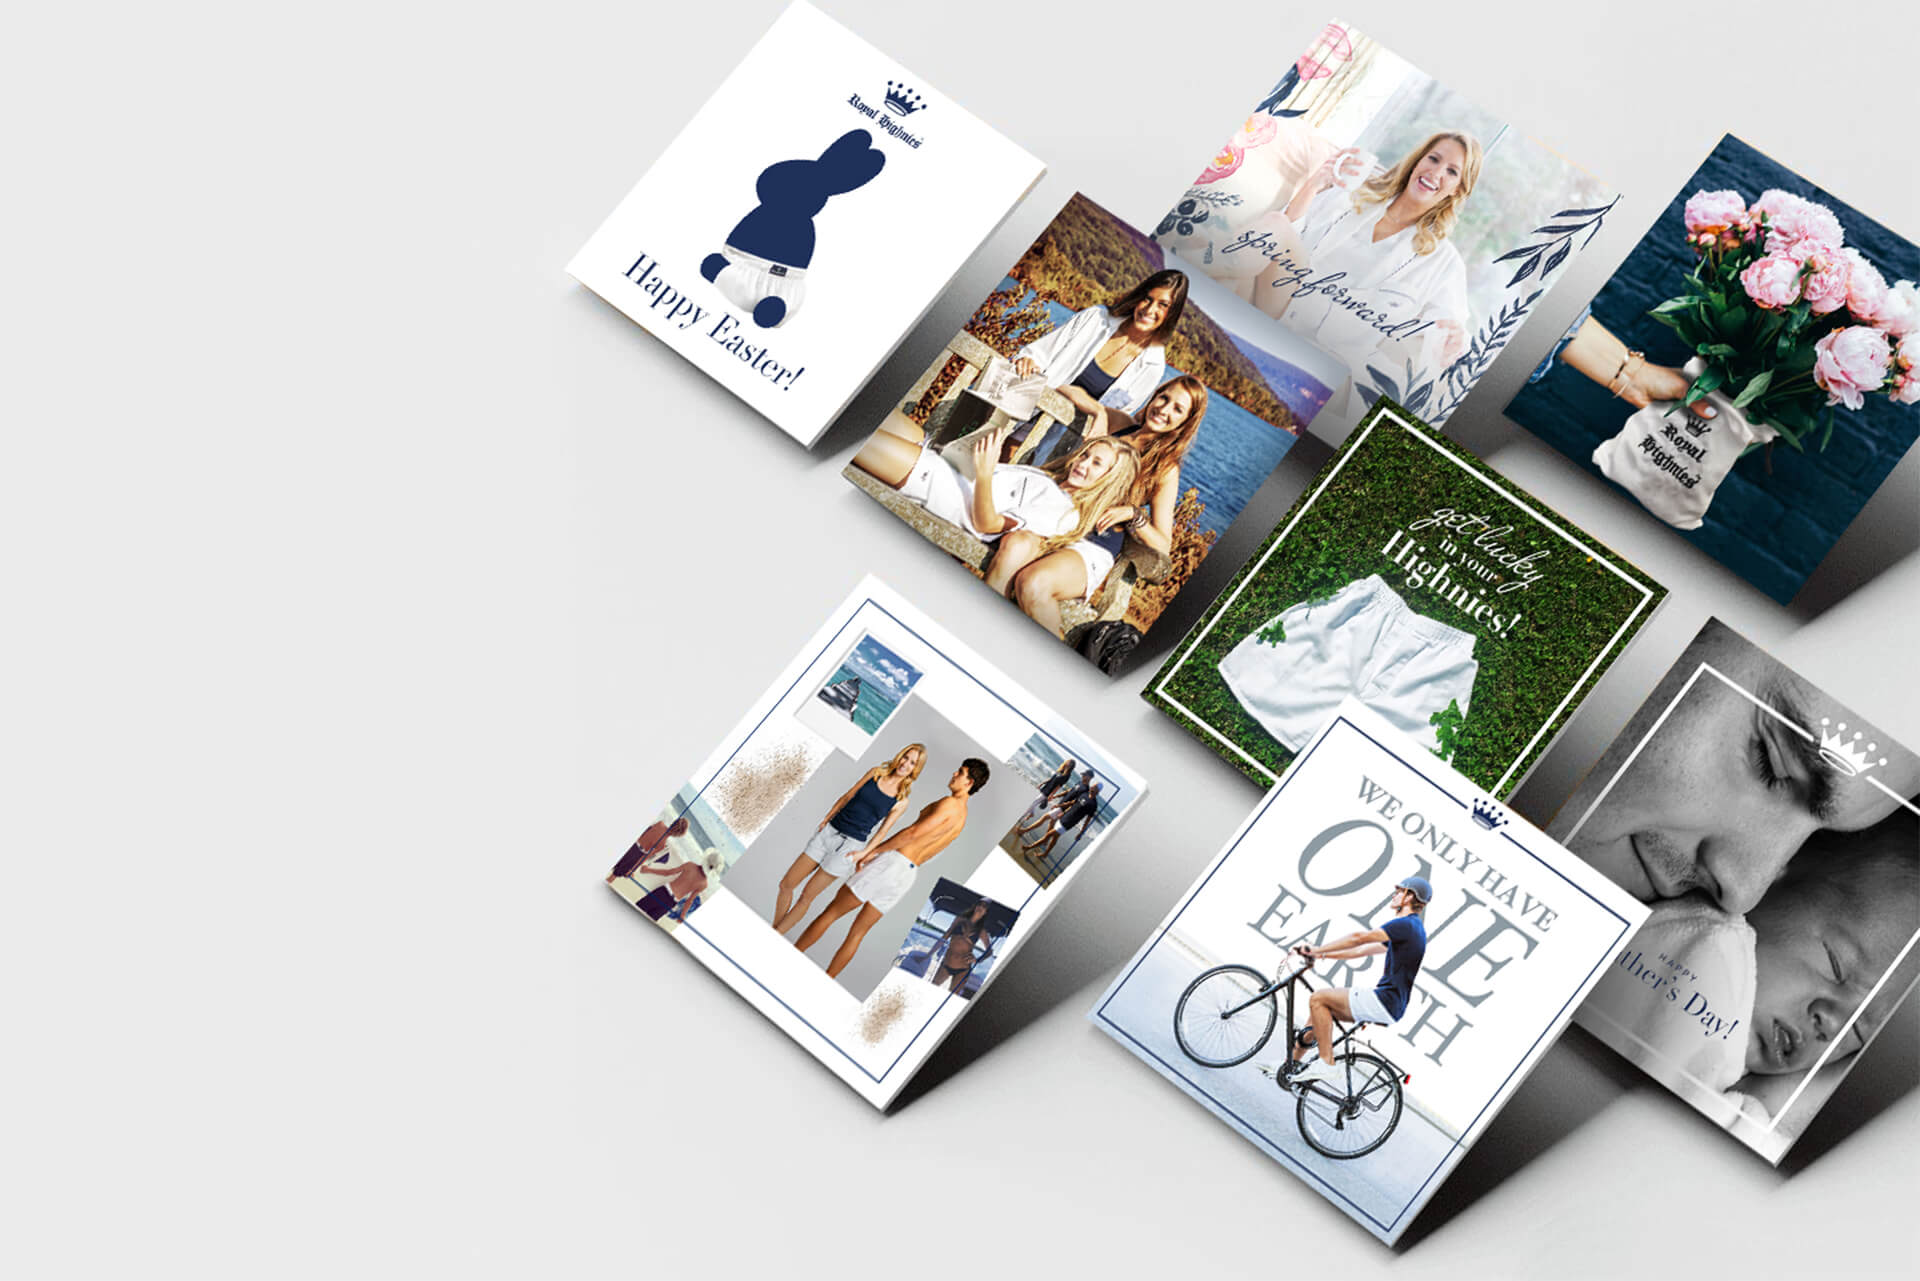 Royal Highnies
Happy Easter!
spring forward!
Royal
Highnies
get lucky
in your
Highnies!
WE ONLY HAVE
ONE
EARTH
HAPPY
ther's Day!